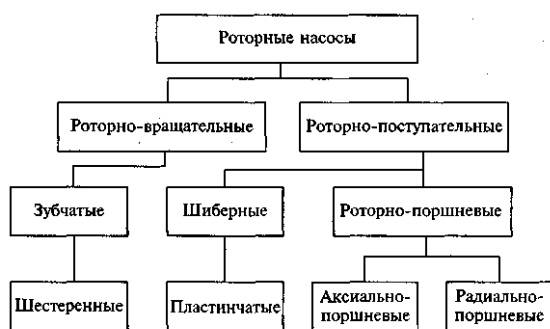 Роторные насосы
Роторно-вращательные
Роторно-поступательные
Зубчатые
Шиберные
Роторно-поршневые
Шестеренные
Пластинчатые
Аксиально-
поршневые
Радиально-
поршневые